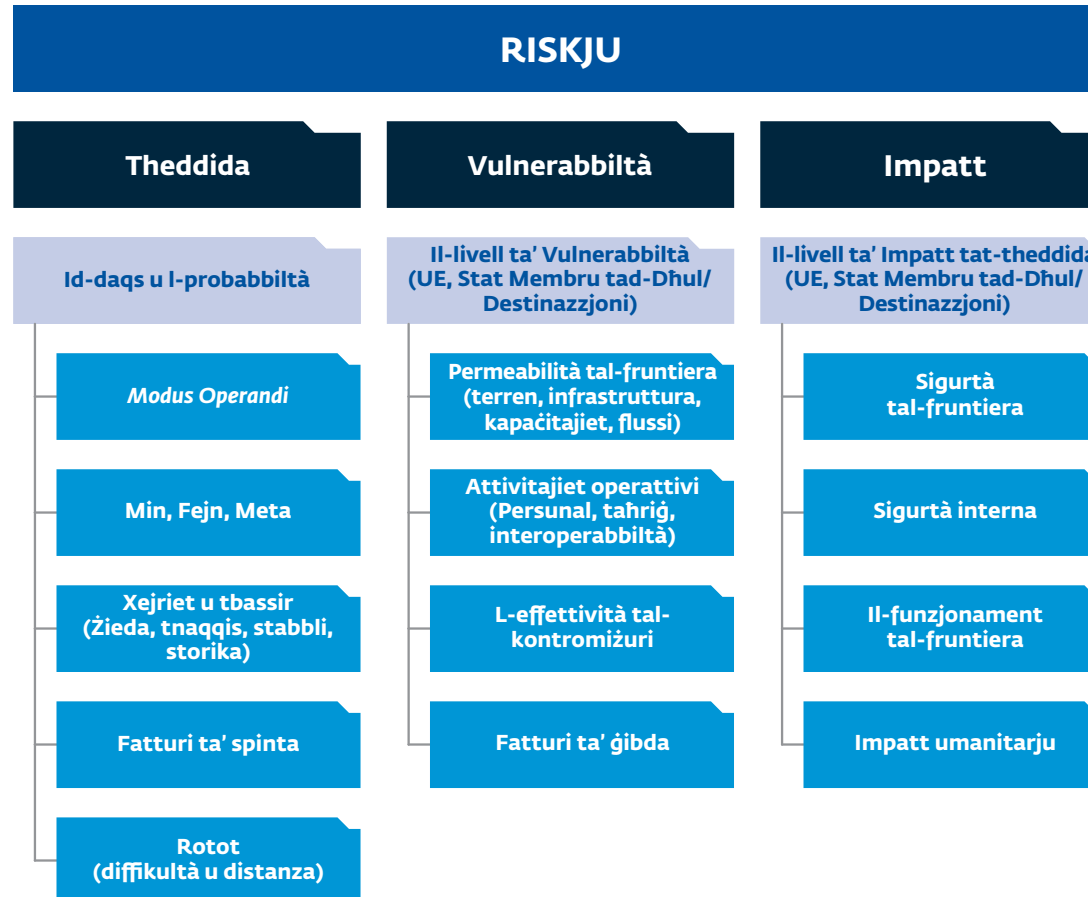 RISKJU
Theddida
Id-daqs u l-probabbiltà
Modus Operandi
Min, Fejn, Meta
Xejriet u tbassir
(Żieda, tnaqqis, stabbli,
storika)
Fatturi ta’ spinta
Rotot
(diffikultà u distanza)
Vulnerabbiltà
Il-livell ta’ Vulnerabbiltà
(UE, Stat Membru tad-Dħul/
Destinazzjoni)
Permeabilità tal-fruntiera
(terren, infrastruttura,
kapaċitajiet, flussi)
Attivitajiet operattivi
(Persunal, taħriġ,
interoperabbiltà)
L-effettività tal-
kontromiżuri
Fatturi ta’ ġibda
Impatt
Il-livell ta’ Impatt tat-theddida
(UE, Stat Membru tad-Dħul/
Destinazzjoni)
Sigurtà
tal-fruntiera
Sigurtà interna
Il-funzjonament
tal-fruntiera
Impatt umanitarju